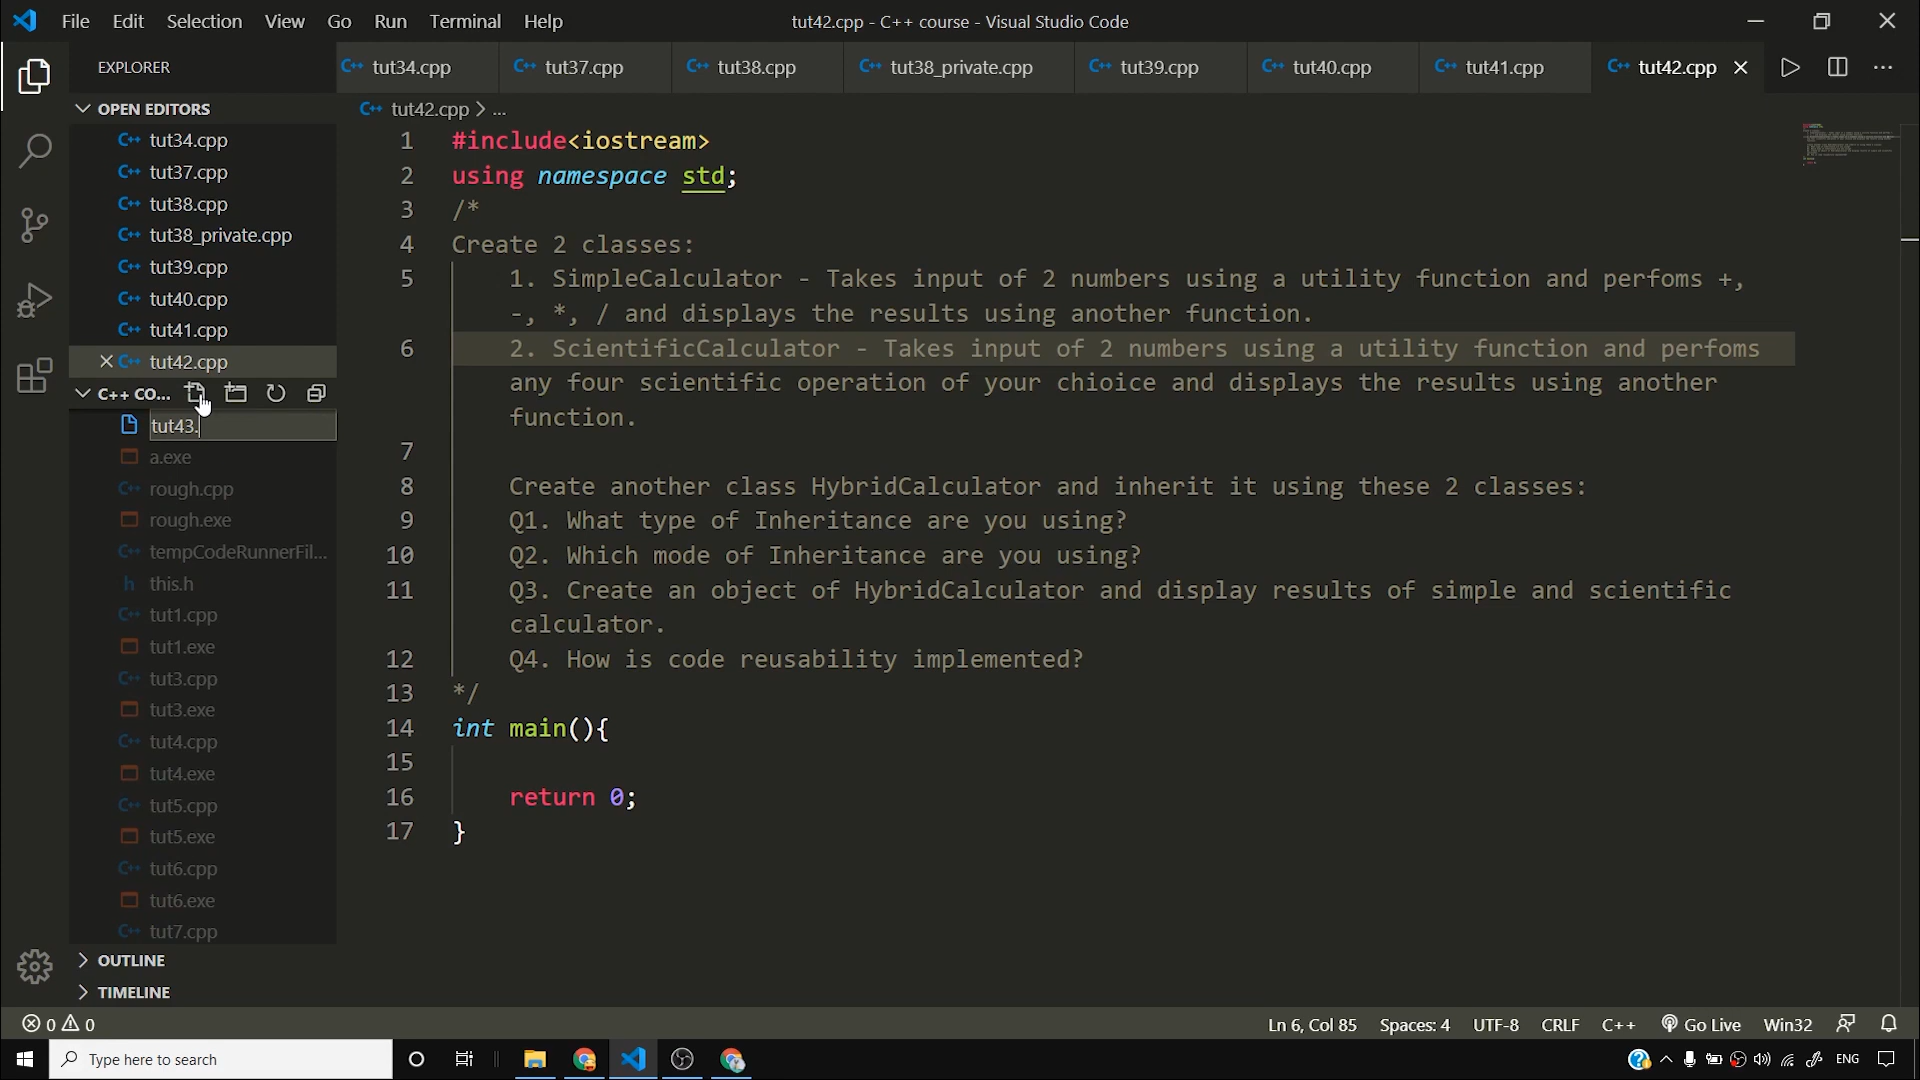 File Edit Selection View Go Run Terminal Help
tut42.cpp - C++ course - Visual Studio Code
EXPLORER
tut34.cpp
tut37.cpp
tut38.cpp
tut38_private.cpp
tut39.cpp
tut40.cpp
tut41.cpp
tut42.cpp
OPEN EDITORS
tut34.cpp
tut37.cpp
tut38.cpp
tut38_private.cpp
tut39.cpp
tut40.cpp
tut41.cpp
tut42.cpp
C++ CO...
tut43.
a.exe
rough.cpp
rough.exe
tempCodeRunnerFil...
this.h
tut1.cpp
tut1.exe
tut3.cpp
tut3.exe
tut4.cpp
tut4.exe
tut5.cpp
tut5.exe
tut6.cpp
tut6.exe
tut7.cpp
OUTLINE
TIMELINE
tut42.cpp > ...
1 #include<iostream>
2 using namespace std;
3 /*
4 Create 2 classes:
5 1. SimpleCalculator - Takes input of 2 numbers using a utility function and perfoms +,
-, *, / and displays the results using another function.
6 2. ScientificCalculator - Takes input of 2 numbers using a utility function and perfoms
any four scientific operation of your chioice and displays the results using another
function.
7
8 Create another class HybridCalculator and inherit it using these 2 classes:
9 Q1. What type of Inheritance are you using?
10 Q2. Which mode of Inheritance are you using?
11 Q3. Create an object of HybridCalculator and display results of simple and scientific
calculator.
12 Q4. How is code reusability implemented?
13 */
14 int main(){
15
16 return 0;
17 }
0 0
Ln 6, Col 85 Spaces: 4 UTF-8 CRLF C++ Go Live Win32
Type here to search
ENG